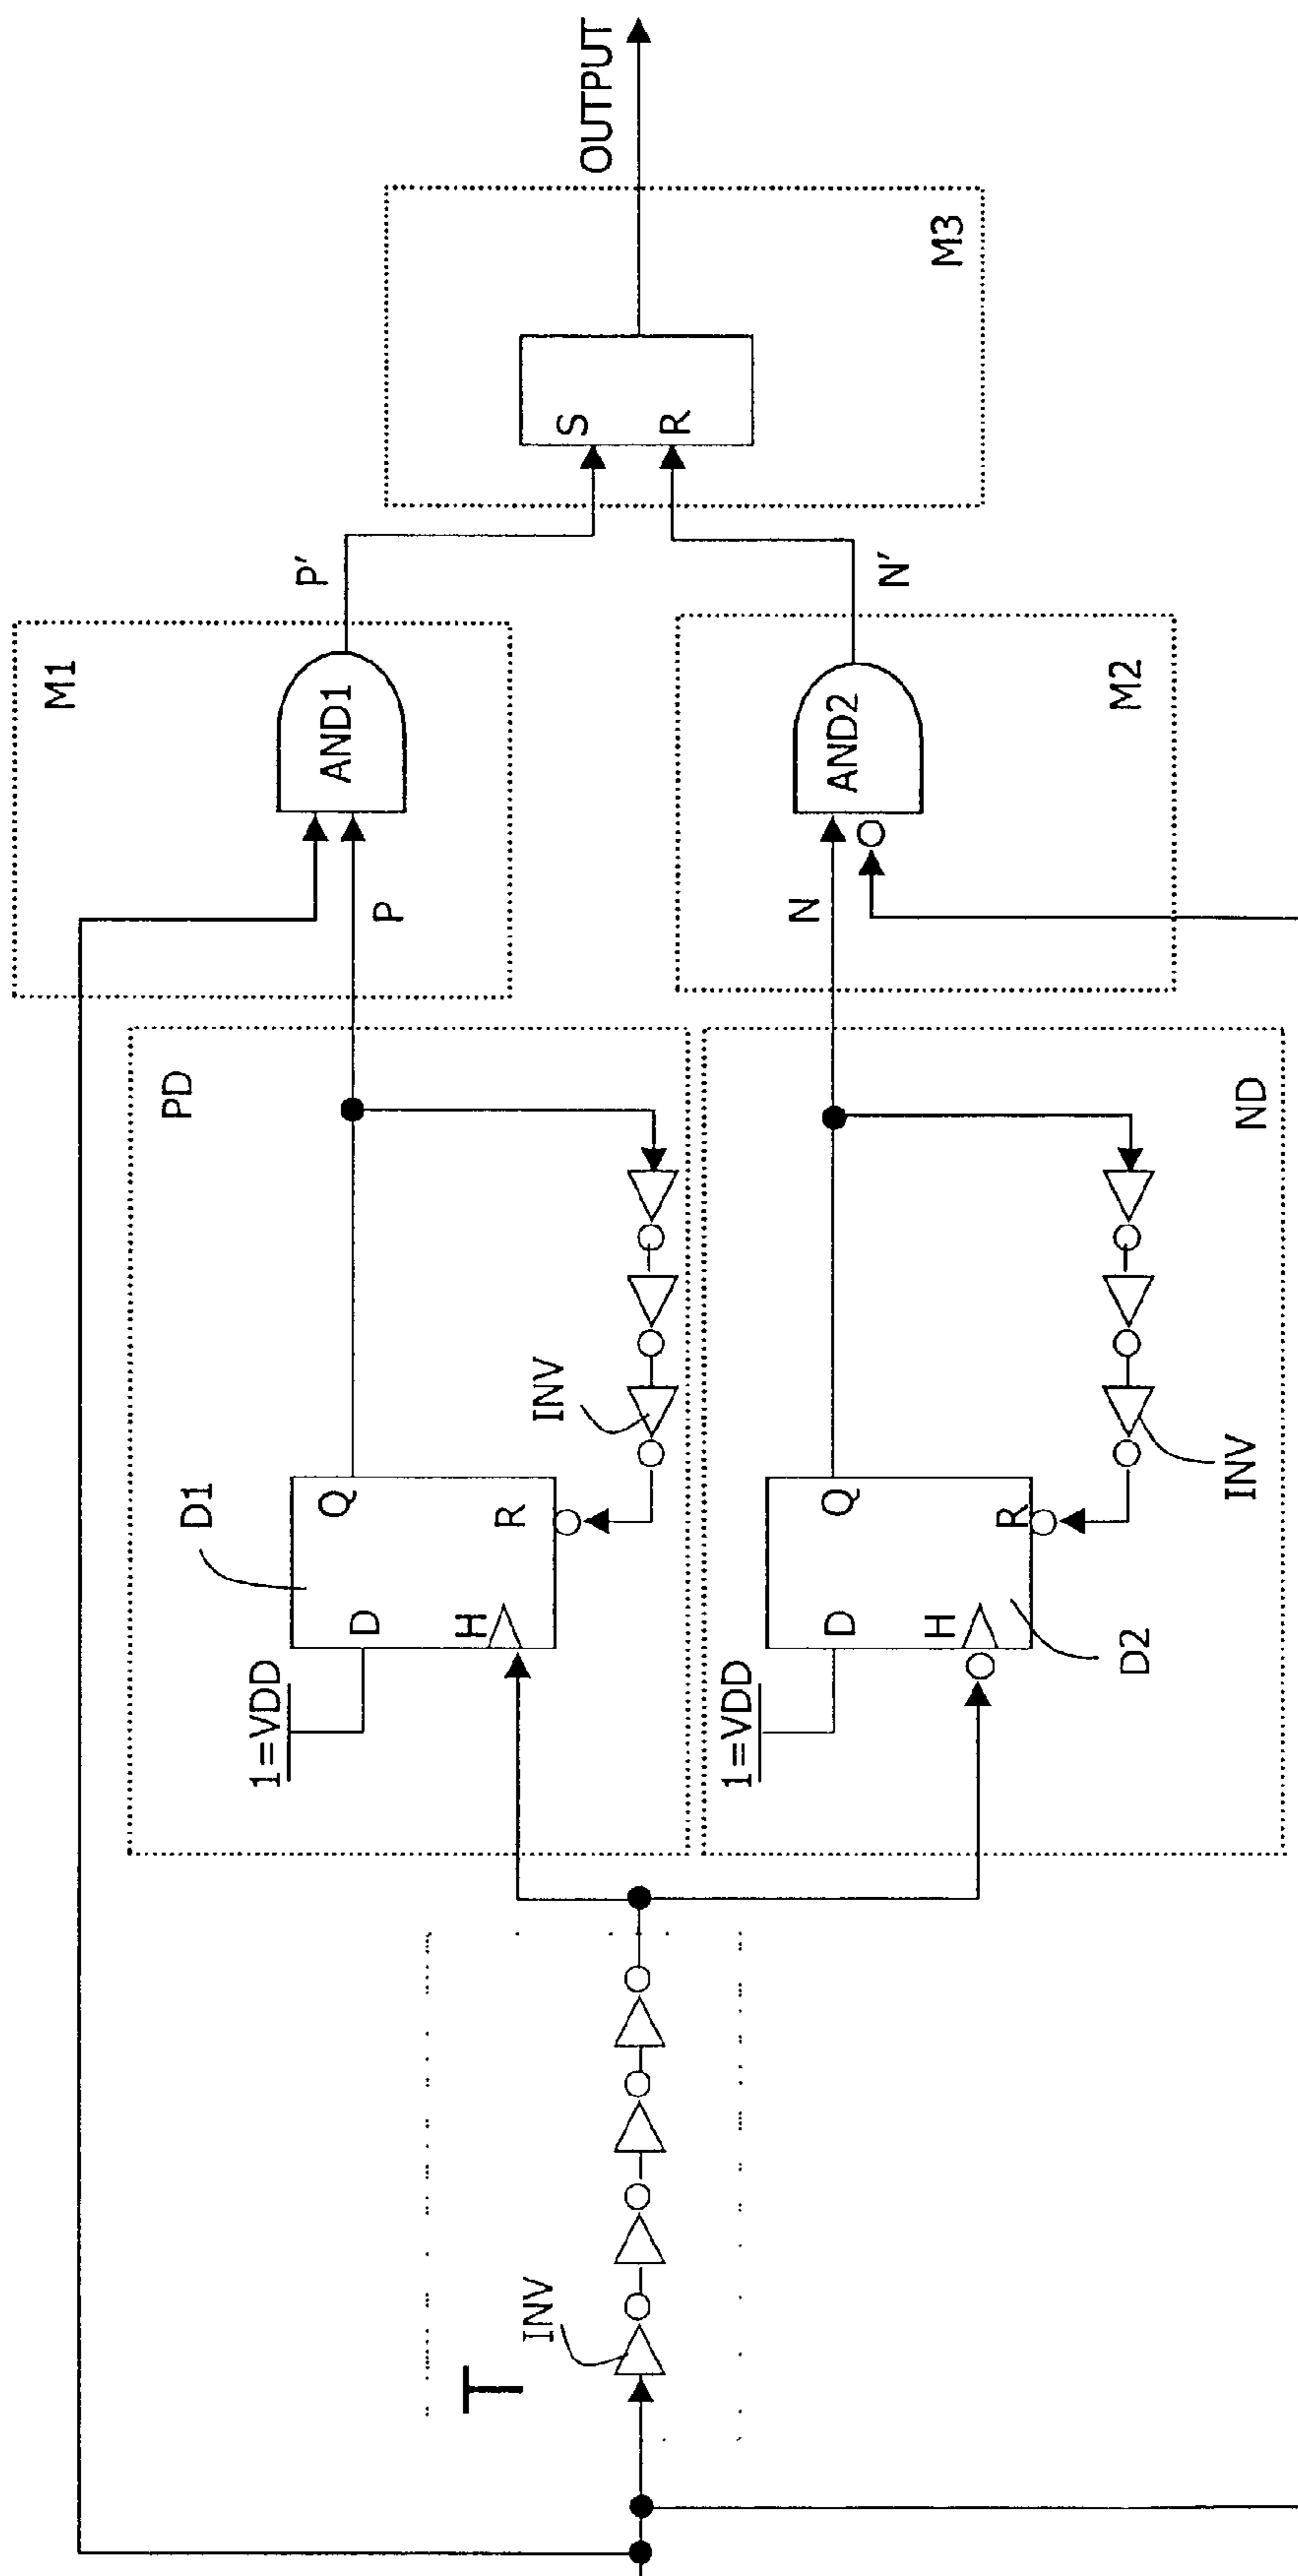 OUTPUT
M3
S
R
P'
N'
M1
AND1
P
M2
AND2
N
PD
D1
Q
R
D
H
INV
1=VDD
ND
D2
Q
R
D
H
INV
1=VDD
T
INV